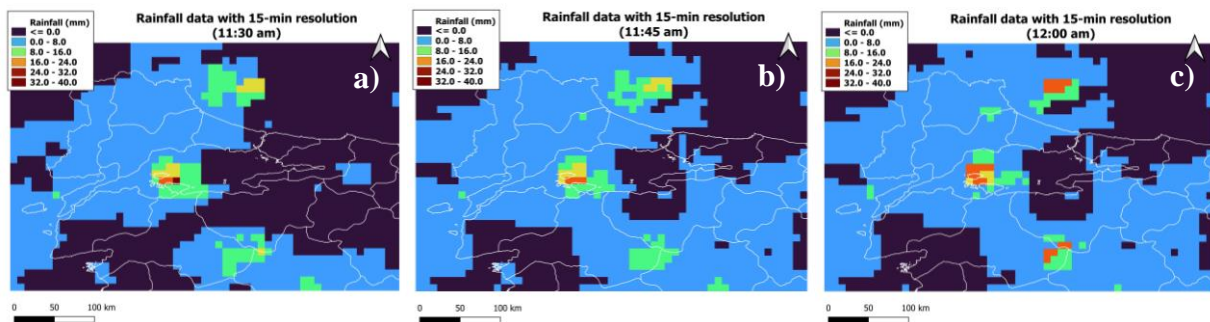 Rainfall data with 15-min resolution
(11:30 am)
Rainfall (mm)
<= 0.0
0.0 - 8.0
8.0 - 16.0
16.0 - 24.0
24.0 - 32.0
32.0 - 40.0
a)
0 50 100 km
Rainfall data with 15-min resolution
(11:45 am)
Rainfall (mm)
<= 0.0
0.0 - 8.0
8.0 - 16.0
16.0 - 24.0
24.0 - 32.0
32.0 - 40.0
b)
0 50 100 km
Rainfall data with 15-min resolution
(12:00 am)
Rainfall (mm)
<= 0.0
0.0 - 8.0
8.0 - 16.0
16.0 - 24.0
24.0 - 32.0
32.0 - 40.0
c)
0 50 100 km